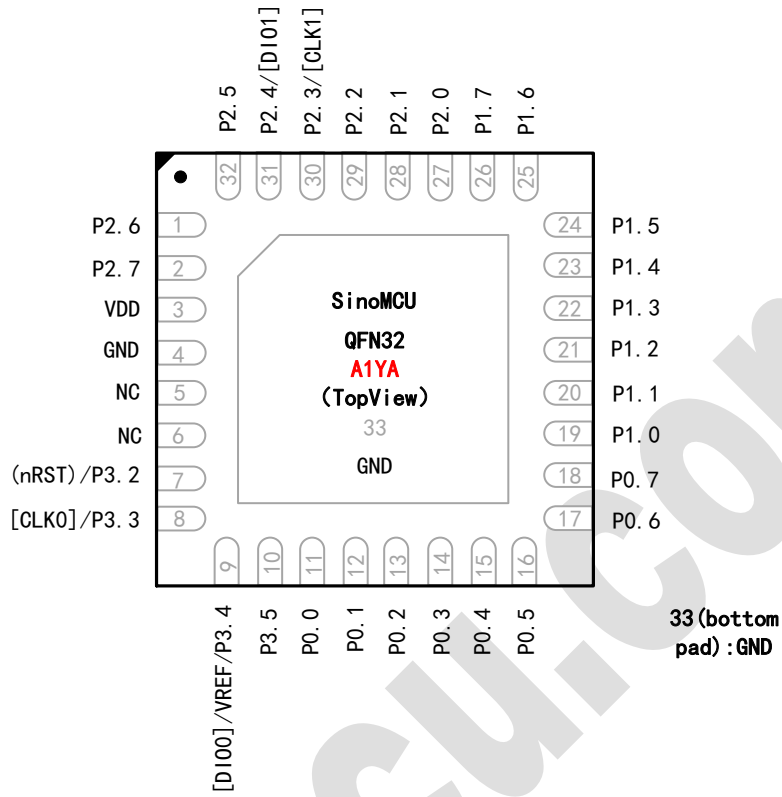 P2.5
P2.4/[DIO1]
P2.3/[CLK1]
P2.2
P2.1
P2.0
P1.7
P1.6
32
31
30
29
28
27
26
25
P2.6 1
P2.7 2
VDD 3
GND 4
NC 5
NC 6
(nRST)/P3.2 7
[CLK0]/P3.3 8
SinoMCU
QFN32
A1YA
(TopView)
33
GND
24 P1.5
23 P1.4
22 P1.3
21 P1.2
20 P1.1
19 P1.0
18 P0.7
17 P0.6
9
10
11
12
13
14
15
16
[DIO0]/VREF/P3.4
P3.5
P0.0
P0.1
P0.2
P0.3
P0.4
P0.5
33(bottom
pad):GND